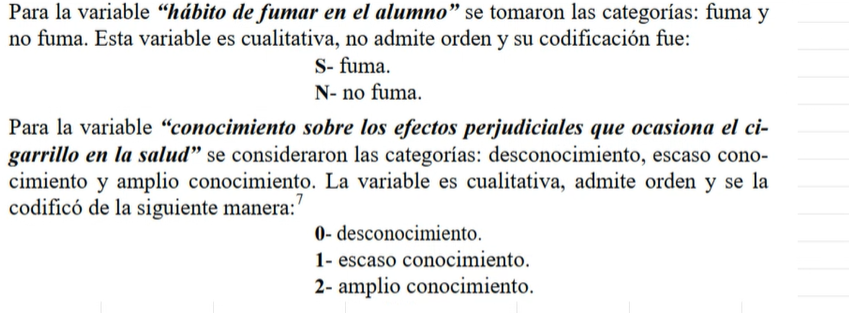 Para la variable “hábito de fumar en el alumno” se tomaron las categorías: fuma y
no fuma. Esta variable es cualitativa, no admite orden y su codificación fue:
S- fuma.
N- no fuma.
Para la variable “conocimiento sobre los efectos perjudiciales que ocasiona el ci-
garrillo en la salud” se consideraron las categorías: desconocimiento, escaso cono-
cimiento y amplio conocimiento. La variable es cualitativa, admite orden y se la
codificó de la siguiente manera:7
0- desconocimiento.
1- escaso conocimiento.
2- amplio conocimiento.